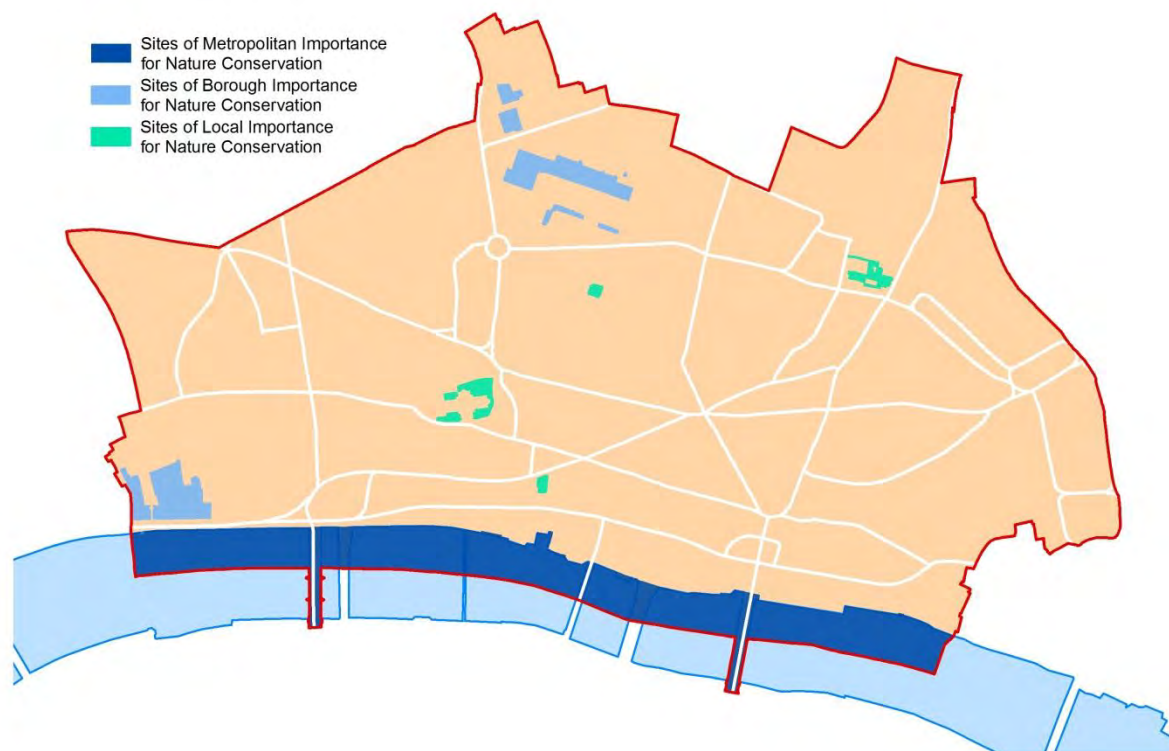 Sites of Metropolitan Importance
for Nature Conservation
Sites of Borough Importance
for Nature Conservation
Sites of Local Importance
for Nature Conservation